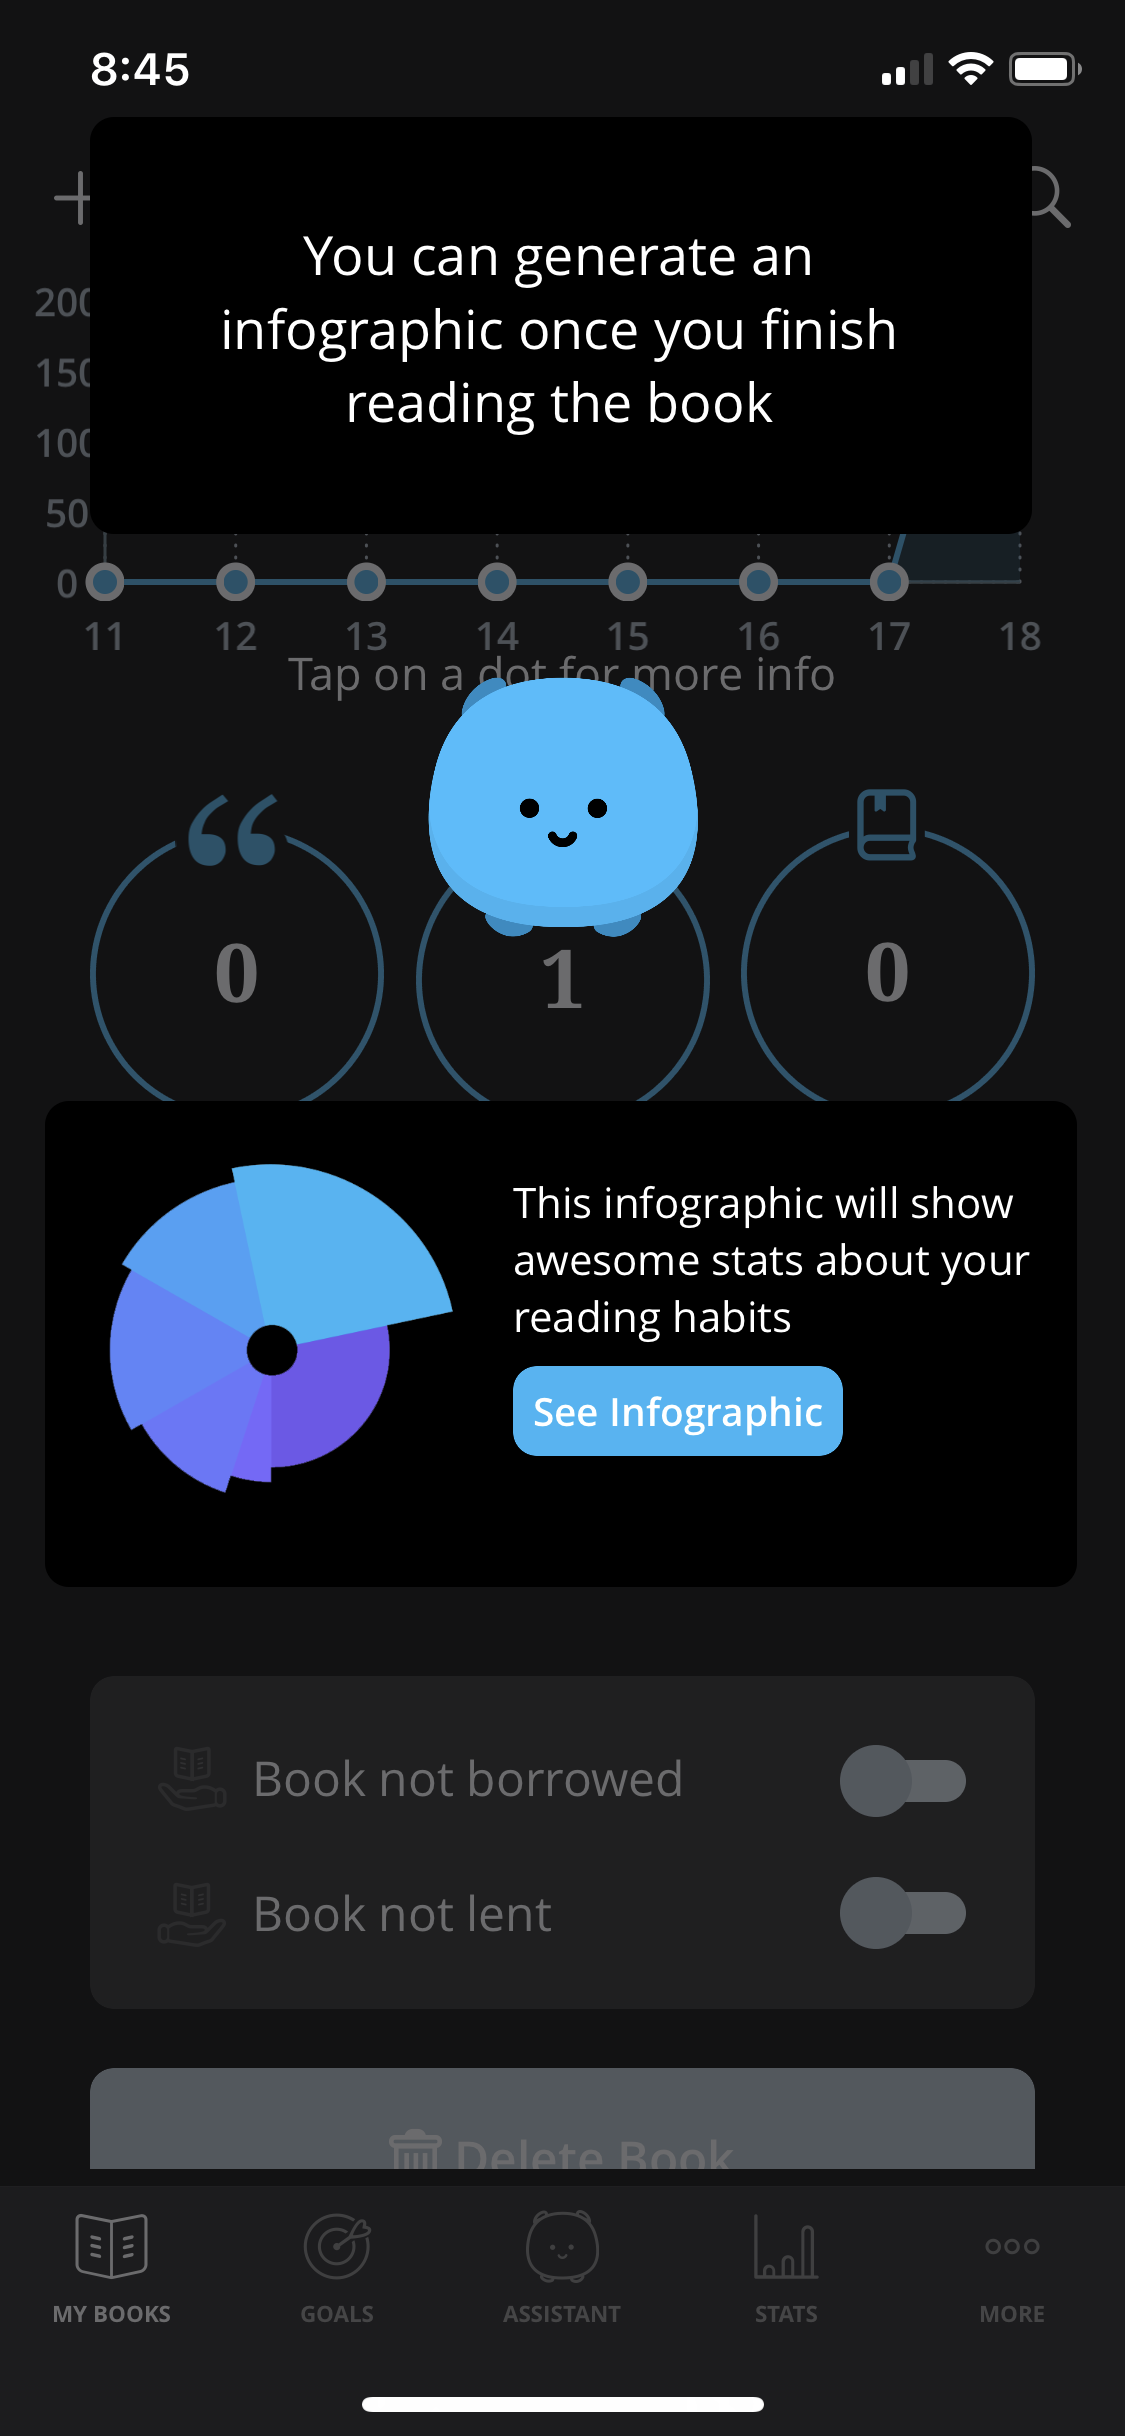 8:45
You can generate an
infographic once you finish
reading the book
50
0
11 12 13 14 15 16 17 18
Tap on a dot for more info
0 1 0
This infographic will show
awesome stats about your
reading habits
See Infographic
Book not borrowed
Book not lent
Delete Book
MY BOOKS GOALS ASSISTANT STATS MORE